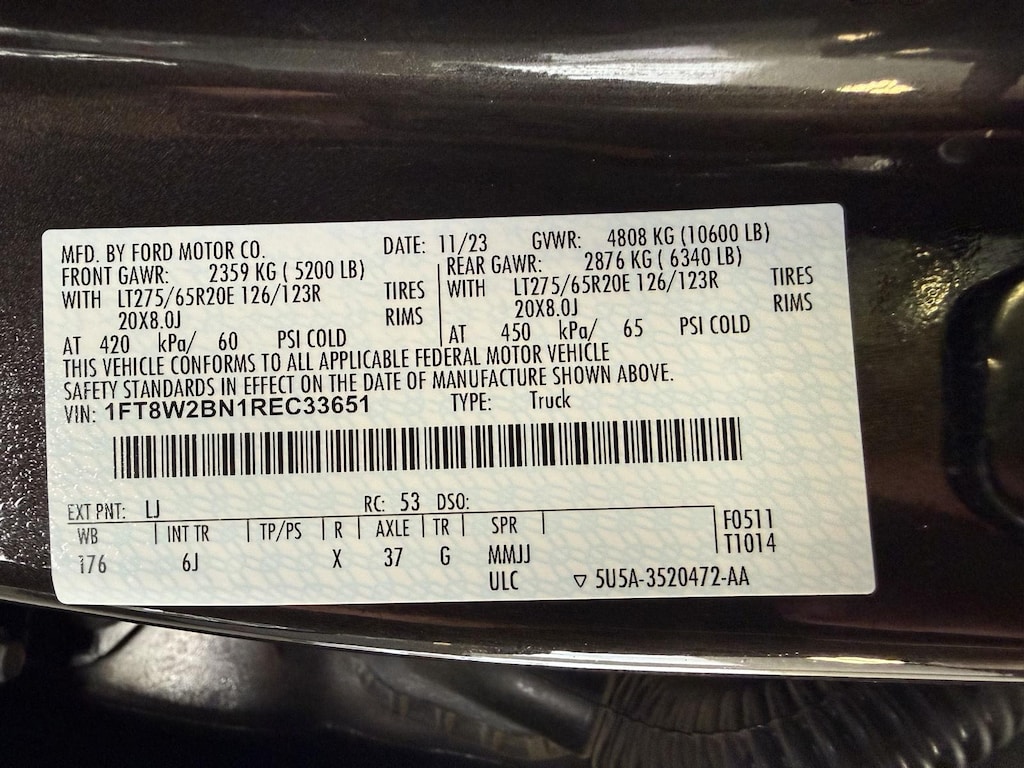 MFD. BY FORD MOTOR CO. DATE: 11/23 GVWR: 4808 KG (10600 LB)
FRONT GAWR: 2359 KG ( 5200 LB) REAR GAWR: 2876 KG ( 6340 LB)
WITH LT275/65R20E 126/123R TIRES WITH LT275/65R20E 126/123R TIRES
20X8.0J RIMS 20X8.0J RIMS
AT 420 kPa/ 60 PSI COLD AT 450 kPa/ 65 PSI COLD
THIS VEHICLE CONFORMS TO ALL APPLICABLE FEDERAL MOTOR VEHICLE
SAFETY STANDARDS IN EFFECT ON THE DATE OF MANUFACTURE SHOWN ABOVE.
VIN: 1FT8W2BN1REC33651 TYPE: Truck
EXT PNT: LJ RC: 53 DSO:
WB INT TR TP/PS R AXLE TR SPR F0511
176 6J X 37 G MMJJ T1014
ULC ▽ 5U5A-3520472-AA